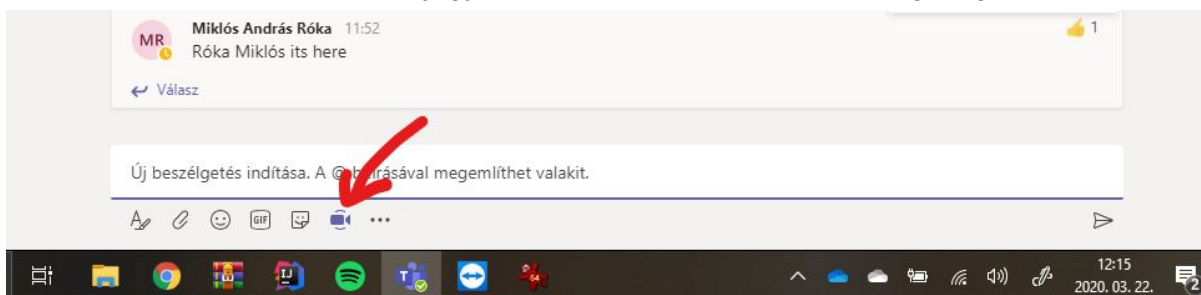 Miklós András Róka 11:52
MR
Róka Miklós its here
1
Válasz
Új beszélgetés indítása. A @ beírásával megemlíthet valakit.
GIF
T
64
12:15
2020. 03. 22.
2